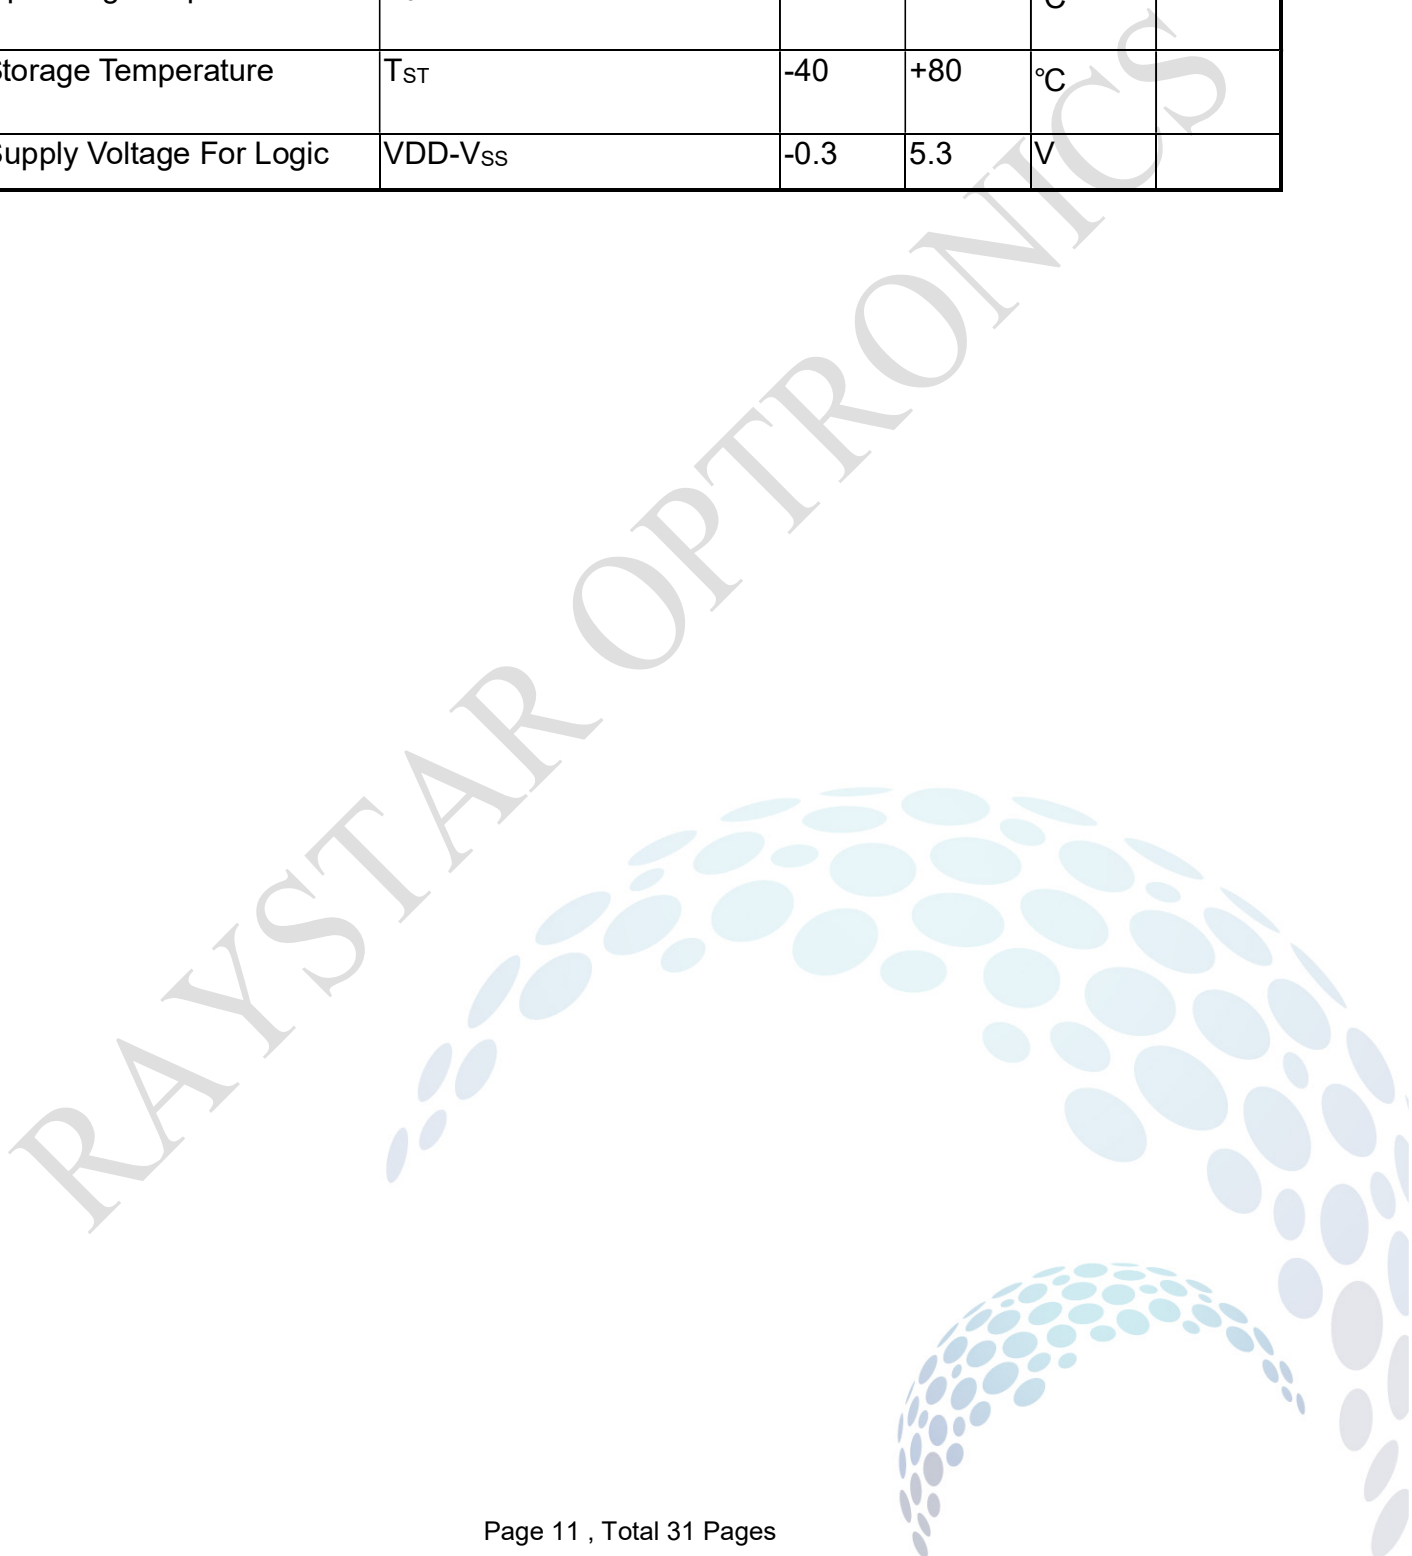 ℃
Storage Temperature TST -40 +80 ℃
Supply Voltage For Logic VDD-VSS -0.3 5.3 V
RAYSTAR OPTRONICS
Page 11 , Total 31 Pages